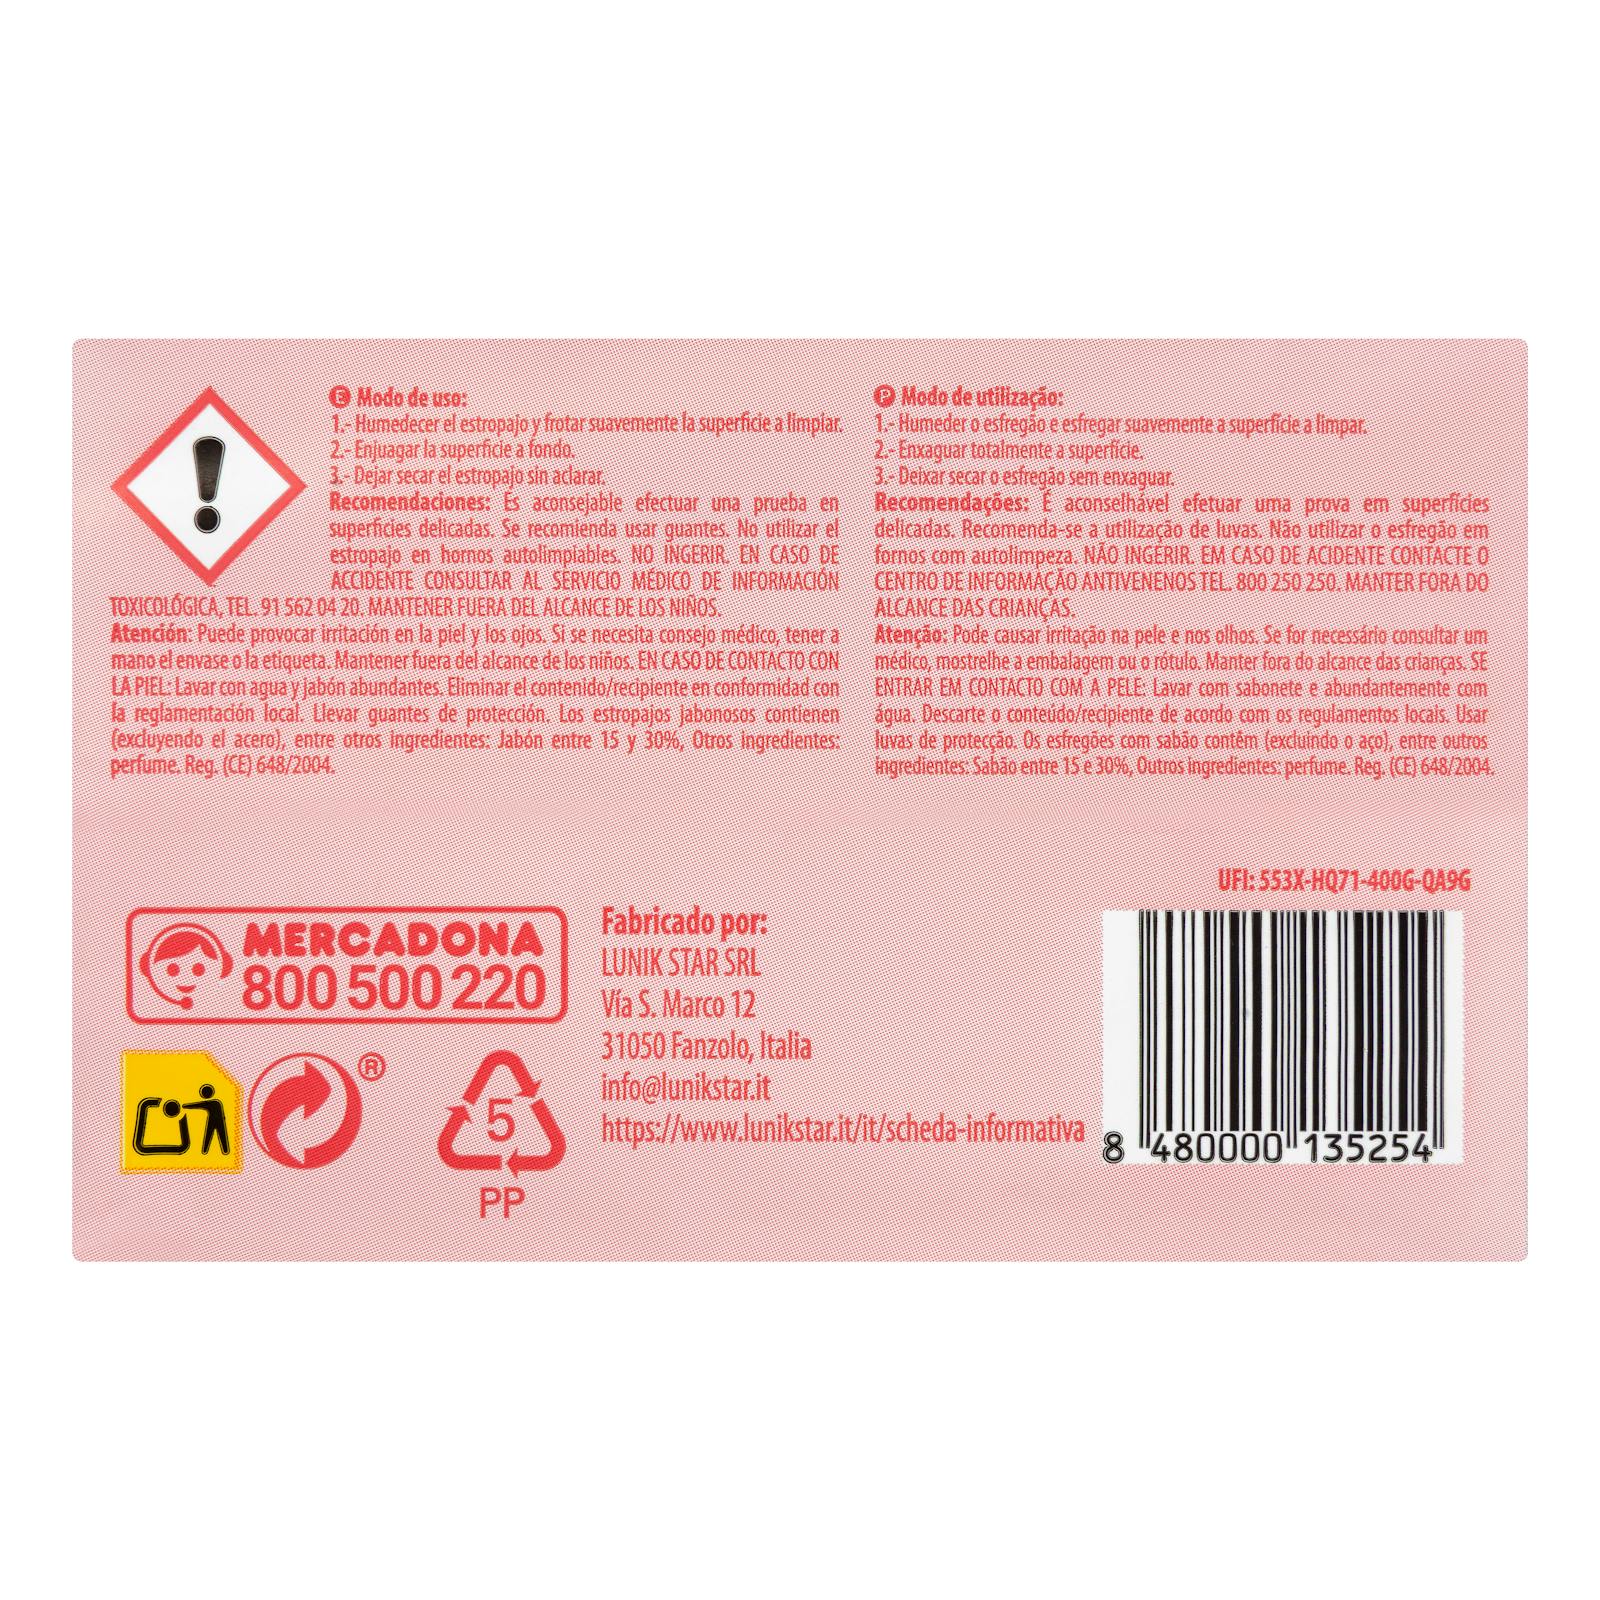 E Modo de uso:
1.- Humedecer el estropajo y frotar suavemente la superficie a limpiar.
2.- Enjuagar la superficie a fondo.
3.- Dejar secar el estropajo sin aclarar.
Recomendaciones: Es aconsejable efectuar una prueba en
superficies delicadas. Se recomienda usar guantes. No utilizar el
estropajo en hornos autolimpiables. NO INGERIR. EN CASO DE
ACCIDENTE CONSULTAR AL SERVICIO MÉDICO DE INFORMACIÓN
TOXICOLÓGICA, TEL. 91 562 04 20. MANTENER FUERA DEL ALCANCE DE LOS NIÑOS.
Atención: Puede provocar irritación en la piel y los ojos. Si se necesita consejo médico, tener a
mano el envase o la etiqueta. Mantener fuera del alcance de los niños. EN CASO DE CONTACTO CON
LA PIEL: Lavar con agua y jabón abundantes. Eliminar el contenido/recipiente en conformidad con
la reglamentación local. Llevar guantes de protección. Los estropajos jabonosos contienen
(excluyendo el acero), entre otros ingredientes: Jabón entre 15 y 30%, Otros ingredientes:
perfume. Reg. (CE) 648/2004.
P Modo de utilização:
1.- Humeder o esfregão e esfregar suavemente a superfície a limpar.
2.- Enxaguar totalmente a superfície.
3.- Deixar secar o esfregão sem enxaguar.
Recomendações: É aconselhável efetuar uma prova em superfícies
delicadas. Recomenda-se a utilização de luvas. Não utilizar o esfregão em
fornos com autolimpeza. NÃO INGERIR. EM CASO DE ACIDENTE CONTACTE O
CENTRO DE INFORMAÇÃO ANTIVENENOS TEL. 800 250 250. MANTER FORA DO
ALCANCE DAS CRIANÇAS.
Atenção: Pode causar irritação na pele e nos olhos. Se for necessário consultar um
médico, mostrelhe a embalagem ou o rótulo. Manter fora do alcance das crianças. SE
ENTRAR EM CONTACTO COM A PELE: Lavar com sabonete e abundantemente com
água. Descarte o conteúdo/recipiente de acordo com os regulamentos locais. Usar
luvas de protecção. Os esfregões com sabão contêm (excluindo o aço), entre outros
ingredientes: Sabão entre 15 e 30%, Outros ingredientes: perfume. Reg. (CE) 648/2004.
UFI: 553X-HQ71-400G-QA9G
MERCADONA
800 500 220
®
5
PP
Fabricado por:
LUNIK STAR SRL
Vía S. Marco 12
31050 Fanzolo, Italia
info@lunikstar.it
https://www.lunikstar.it/it/scheda-informativa
8 480000 135254